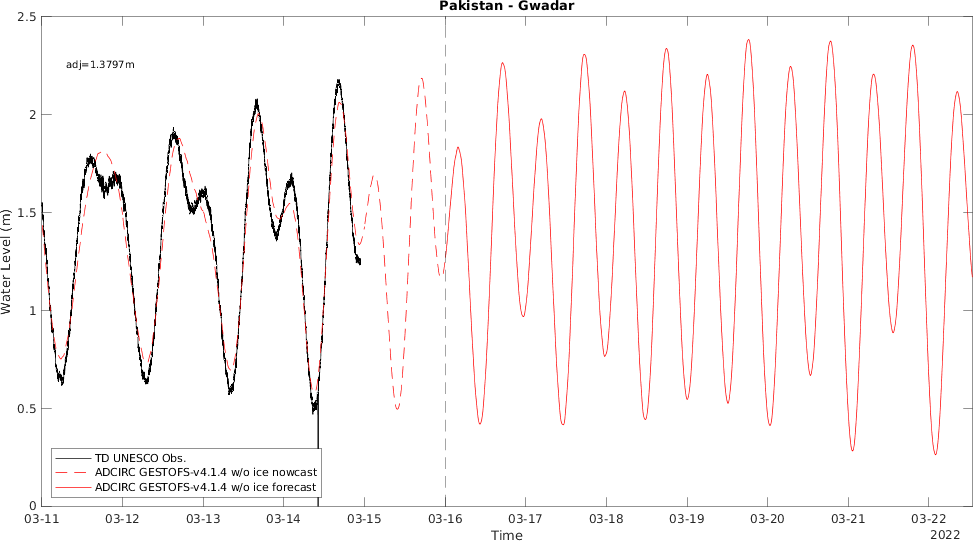 Pakistan - Gwadar
2.5
adj=1.3797m
2
1.5
Water Level (m)
1
0.5
TD UNESCO Obs.
ADCIRC GESTOFS-v4.1.4 w/o ice nowcast
ADCIRC GESTOFS-v4.1.4 w/o ice forecast
0
03-11 03-12 03-13 03-14 03-15 03-16 03-17 03-18 03-19 03-20 03-21 03-22
Time
2022